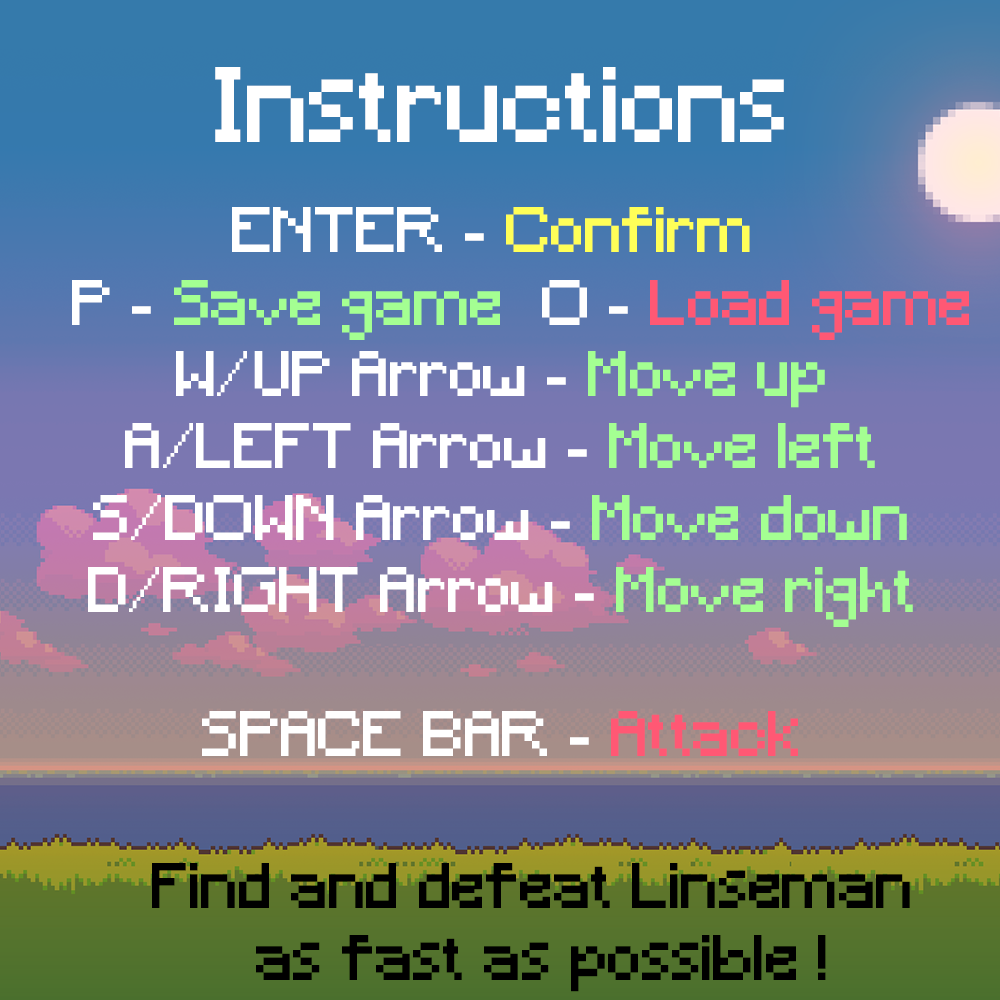 Instructions
ENTER - Confirm
P - Save game O - Load game
W/UP Arrow - Move up
A/LEFT Arrow - Move left
S/DOWN Arrow - Move down
D/RIGHT Arrow - Move right
SPACE BAR - Attack
Find and defeat Linseman
as fast as possible !